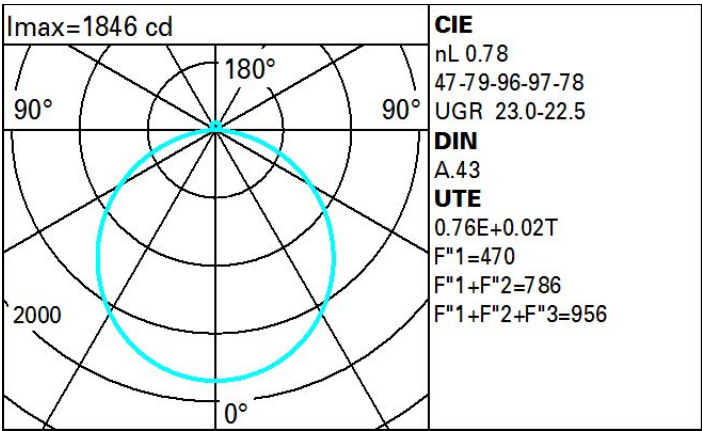 Imax=1846 cd
180°
90°
90°
2000
0°
CIE
nL 0.78
47-79-96-97-78
UGR 23.0-22.5
DIN
A.43
UTE
0.76E+0.02T
F"1=470
F"1+F"2=786
F"1+F"2+F"3=956